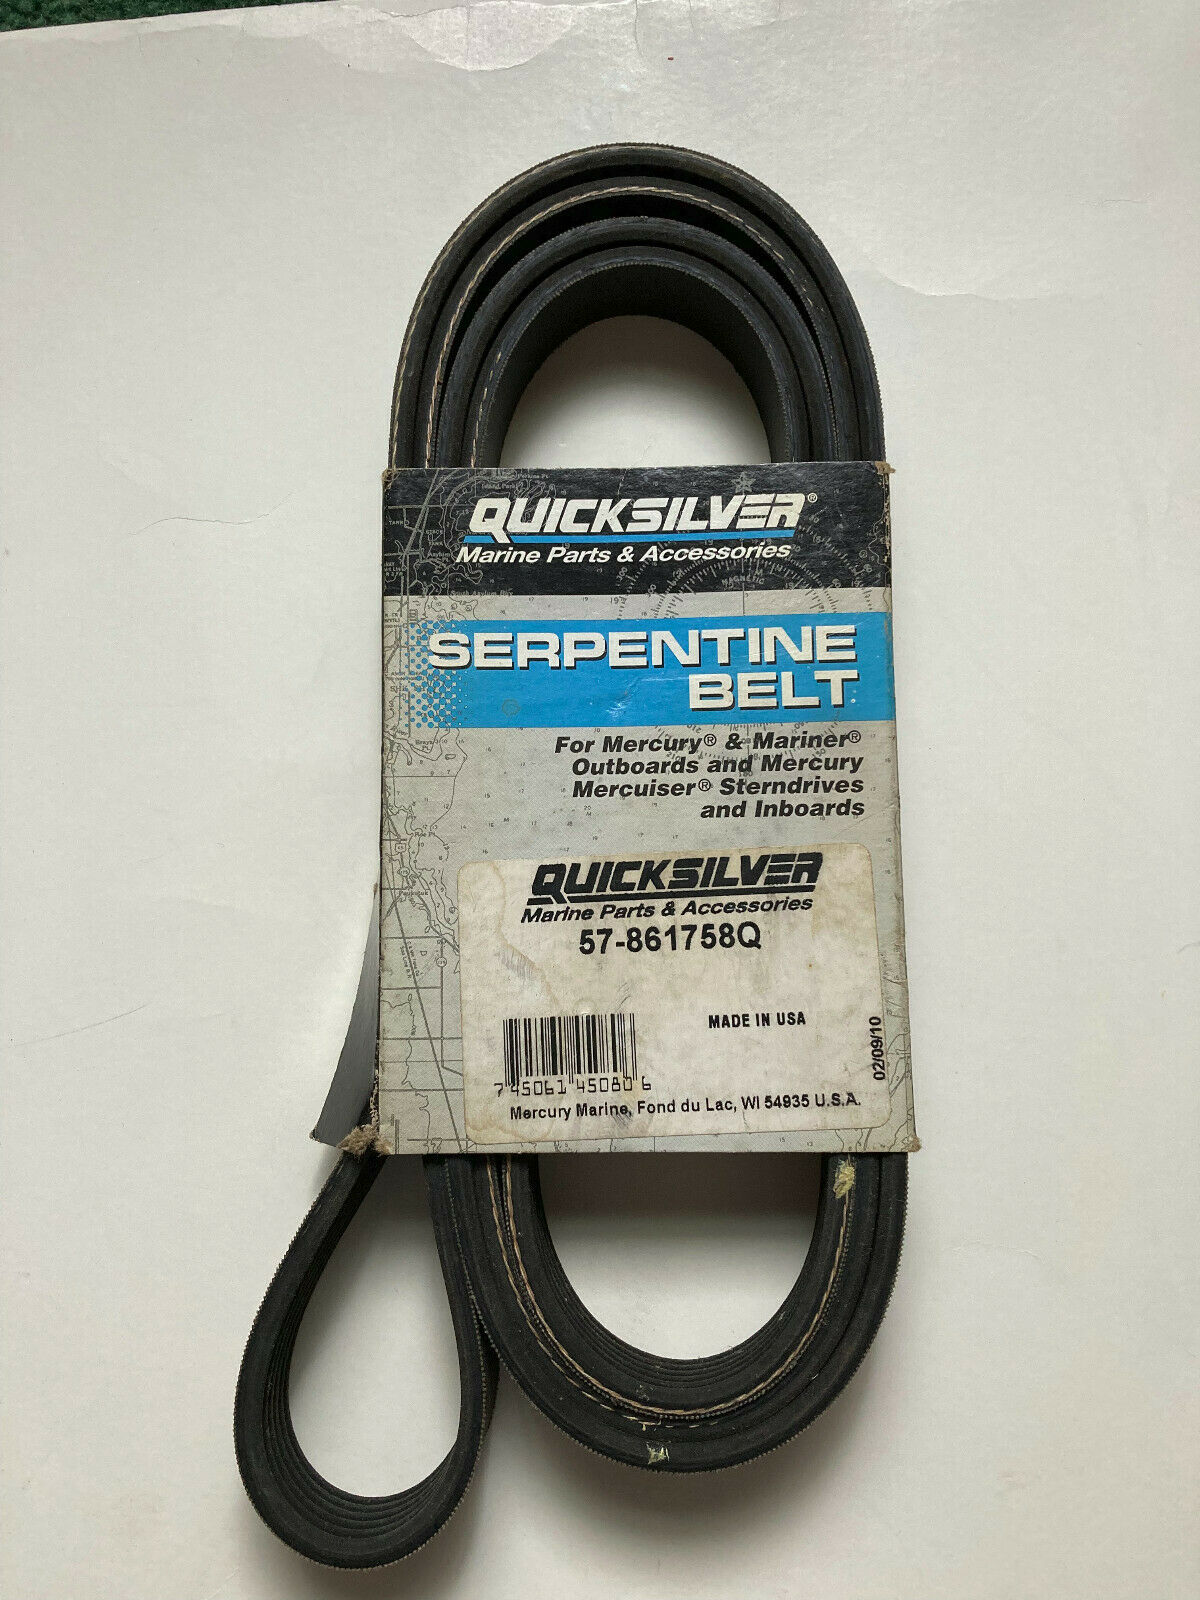 QUICKSILVER®
Marine Parts & Accessories
MAGNETIC
SERPENTINE
BELT
For Mercury® & Mariner®
Outboards and Mercury
Mercuiser® Sterndrives
and Inboards
QUICKSILVER
Marine Parts & Accessories
57-861758Q
MADE IN USA
02/09/10
7 45061 45080 6
Mercury Marine, Fond du Lac, WI 54935 U.S.A.